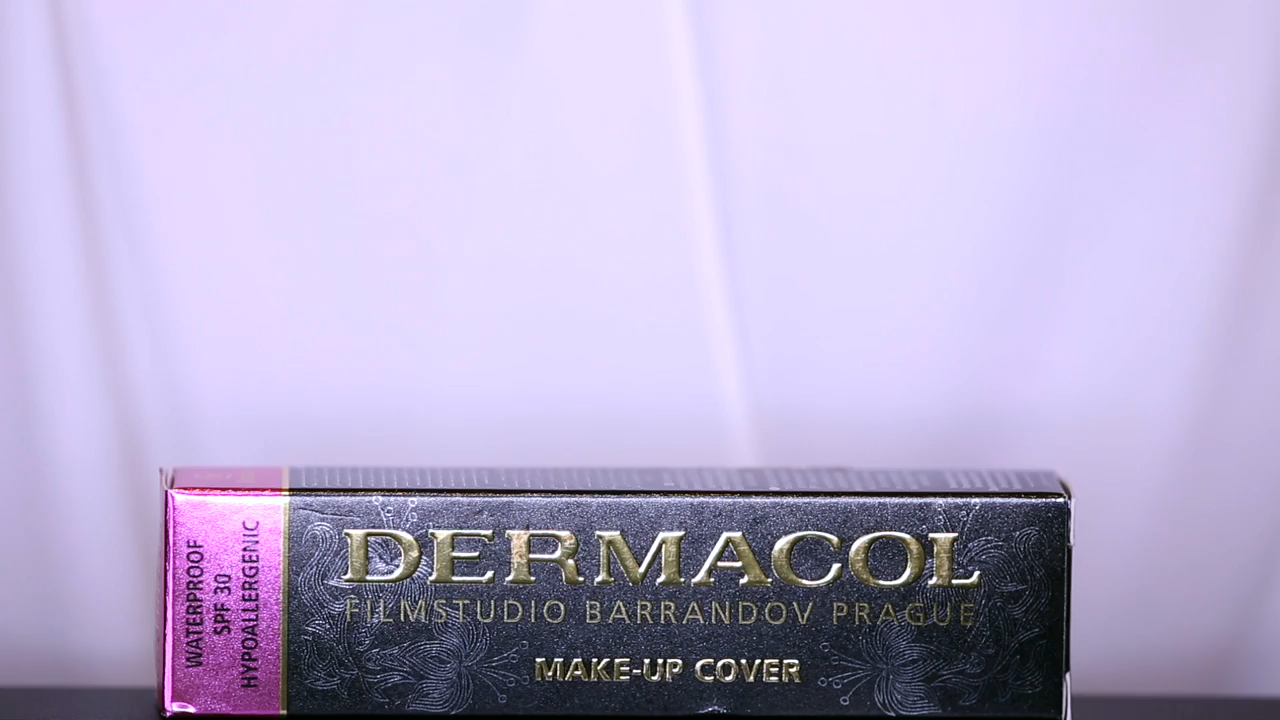 WATERPROOF
SPF 30
HYPOALLERGENIC
DERMACOL
FILMSTUDIO BARRANDOV PRAGUE
MAKE-UP COVER